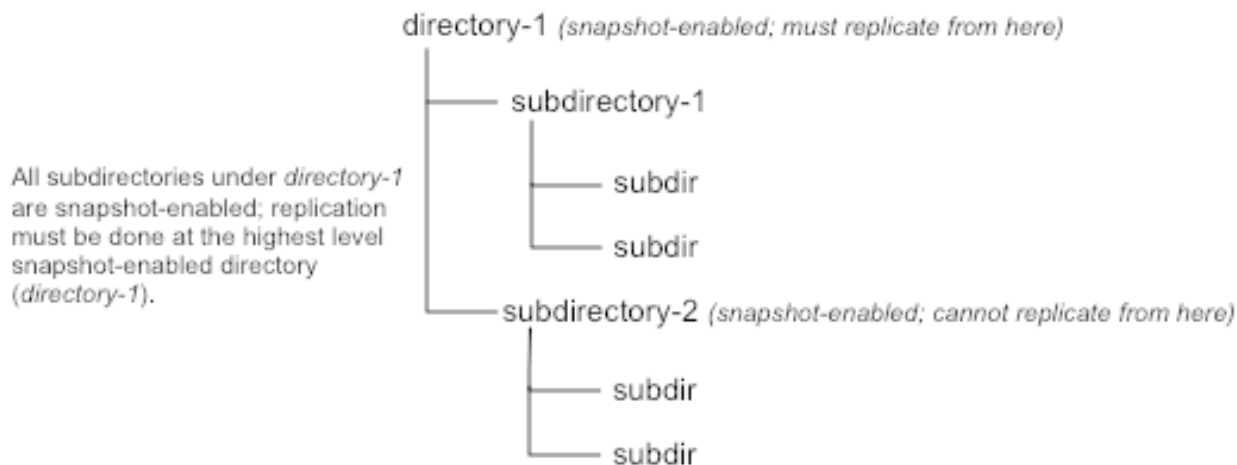 directory-1 (snapshot-enabled; must replicate from here)
subdirectory-1
All subdirectories under directory-1
are snapshot-enabled; replication
must be done at the highest level
snapshot-enabled directory
(directory-1).
subdir
subdir
subdirectory-2 (snapshot-enabled; cannot replicate from here)
subdir
subdir